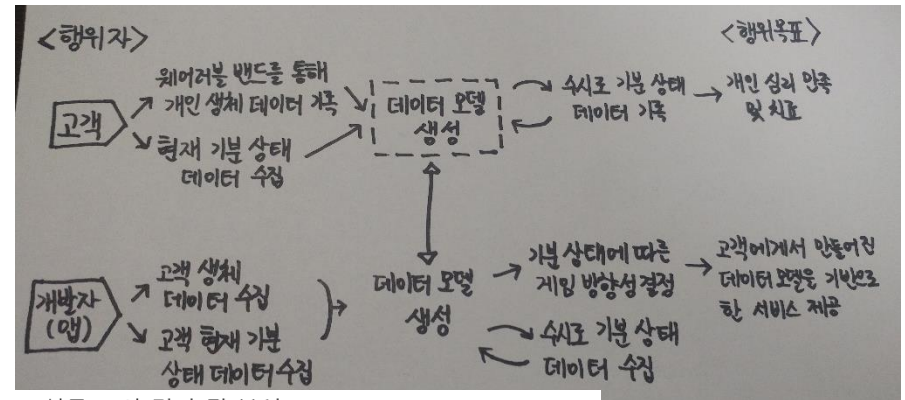 <행위자>
<행위목표>
고객
웨어러블 밴드를 통해
개인 생체 데이터 기록
현재 기분 상태
데이터 수집
데이터 모델
생성
수시로 기분 상태
데이터 기록
개인 심리 만족
및 치료
개발자
(앱)
고객 생체
데이터 수집
고객 현재 기분
상태 데이터 수집
데이터 모델
생성
기분 상태에 따른
게임 방향성 결정
수시로 기분 상태
데이터 수집
고객에게서 만들어진
데이터 모델을 기반으로
한 서비스 제공